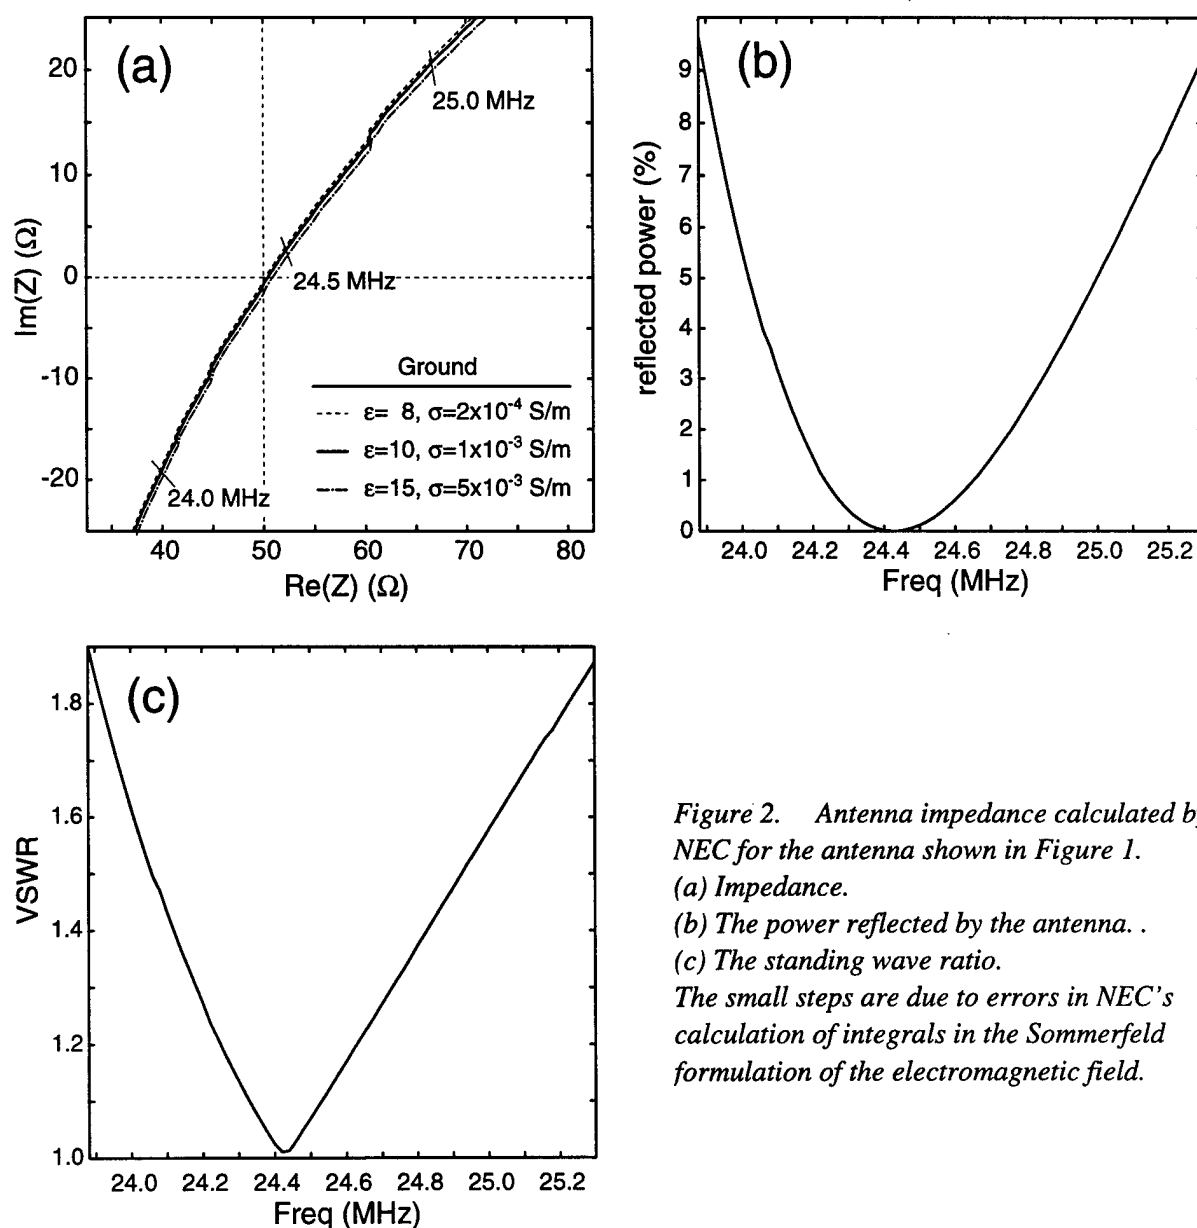 (a)
20
10
0
-10
-20
Im(Z) (Ω)
25.0 MHz
24.5 MHz
24.0 MHz
Ground
ε= 8, σ=2x10⁻⁴ S/m
ε=10, σ=1x10⁻³ S/m
ε=15, σ=5x10⁻³ S/m
40 50 60 70 80
Re(Z) (Ω)
(b)
9
8
7
6
5
4
3
2
1
0
reflected power (%)
24.0 24.2 24.4 24.6 24.8 25.0 25.2
Freq (MHz)
(c)
1.8
1.6
1.4
1.2
1.0
VSWR
24.0 24.2 24.4 24.6 24.8 25.0 25.2
Freq (MHz)
Figure 2. Antenna impedance calculated by
NEC for the antenna shown in Figure 1.
(a) Impedance.
(b) The power reflected by the antenna. .
(c) The standing wave ratio.
The small steps are due to errors in NEC's
calculation of integrals in the Sommerfeld
formulation of the electromagnetic field.